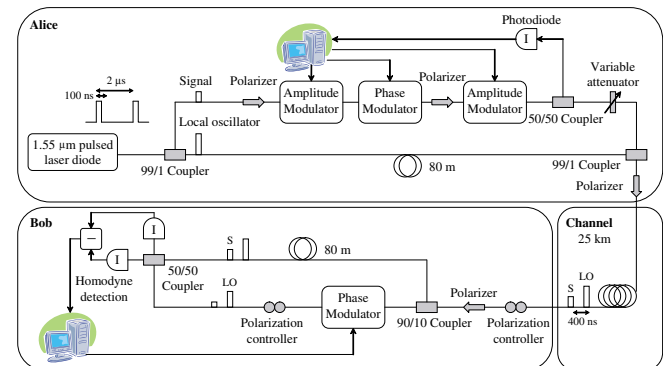 Alice
Photodiode
I
2 µs
100 ns
Signal
Polarizer
Amplitude
Modulator
Phase
Modulator
Polarizer
Amplitude
Modulator
Variable
attenuator
50/50 Coupler
Local oscillator
1.55 µm pulsed
laser diode
99/1 Coupler
80 m
99/1 Coupler
Polarizer
Bob
I
—
I
Homodyne
detection
50/50
Coupler
S
80 m
LO
Polarization
controller
Phase
Modulator
90/10 Coupler
Polarizer
Polarization
controller
Channel
25 km
S
LO
400 ns